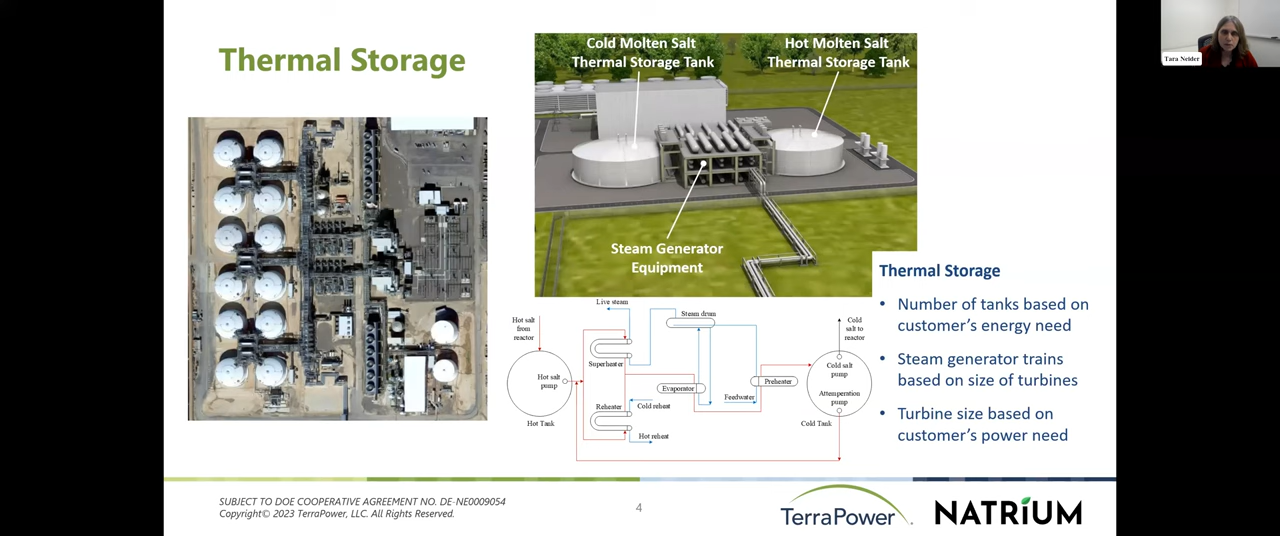 Thermal Storage
Cold Molten Salt
Thermal Storage Tank
Hot Molten Salt
Thermal Storage Tank
Steam Generator
Equipment
Tara Neider
Thermal Storage
• Number of tanks based on
customer's energy need
• Steam generator trains
based on size of turbines
• Turbine size based on
customer's power need
Live steam
Steam drum
Hot salt
from
reactor
Cold
salt to
reactor
Superheater
Hot salt
pump
Evaporator
Preheater
Cold salt
pump
Feedwater
Attemperation
pump
Reheater
Cold reheat
Hot Tank
Cold Tank
Hot reheat
SUBJECT TO DOE COOPERATIVE AGREEMENT NO. DE-NE0009054
Copyright© 2023 TerraPower, LLC. All Rights Reserved.
4
TerraPower
NATRIUM